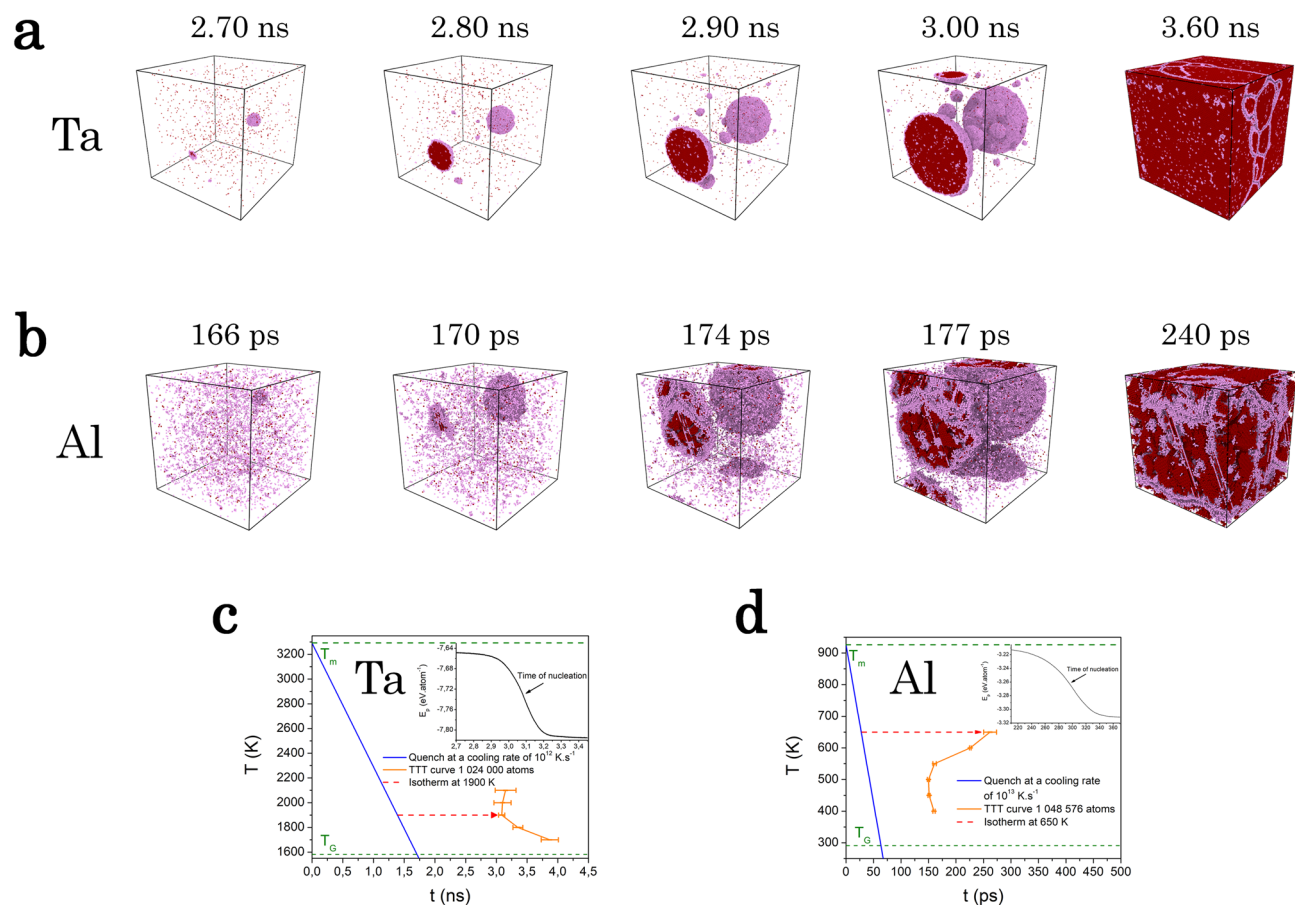 a
2.70 ns 2.80 ns 2.90 ns 3.00 ns 3.60 ns
Ta
b
166 ps 170 ps 174 ps 177 ps 240 ps
Al
c
T (K)
3200
3000
2800
2600
2400
2200
2000
1800
1600
T_m
Ta
T_G
E_p (eV.atom⁻¹)
-7,64
-7,68
-7,72
-7,76
-7,80
Time of nucleation
2,7 2,8 2,9 3,0 3,1 3,2 3,3 3,4
Quench at a cooling rate of 10¹² K.s⁻¹
TTT curve 1 024 000 atoms
Isotherm at 1900 K
0,0 0,5 1,0 1,5 2,0 2,5 3,0 3,5 4,0 4,5
t (ns)
d
T (K)
900
800
700
600
500
400
300
T_m
Al
T_G
E_p (eV.atom⁻¹)
-3.22
-3.24
-3.26
-3.28
-3.30
-3.32
Time of nucleation
220 240 260 280 300 320 340 360
Quench at a cooling rate
of 10¹³ K.s⁻¹
TTT curve 1 048 576 atoms
Isotherm at 650 K
0 50 100 150 200 250 300 350 400 450 500
t (ps)